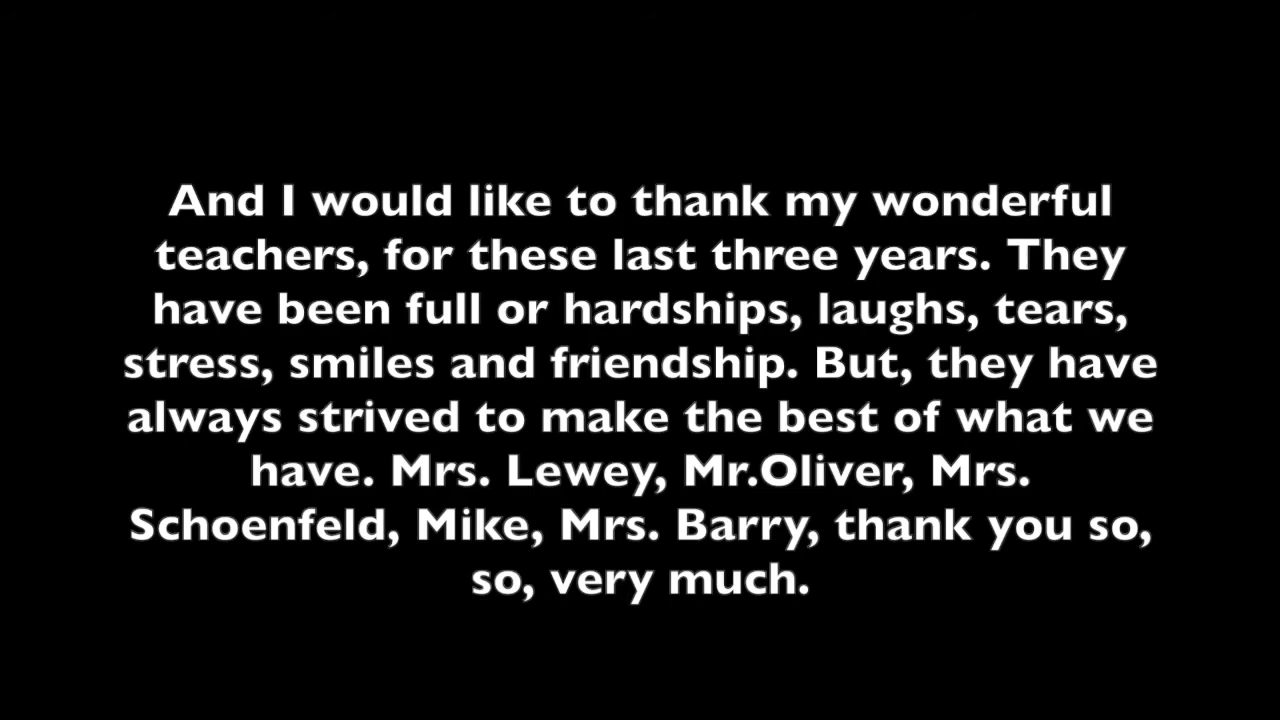 And I would like to thank my wonderful
teachers, for these last three years. They
have been full or hardships, laughs, tears,
stress, smiles and friendship. But, they have
always strived to make the best of what we
have. Mrs. Lewey, Mr.Oliver, Mrs.
Schoenfeld, Mike, Mrs. Barry, thank you so,
so, very much.